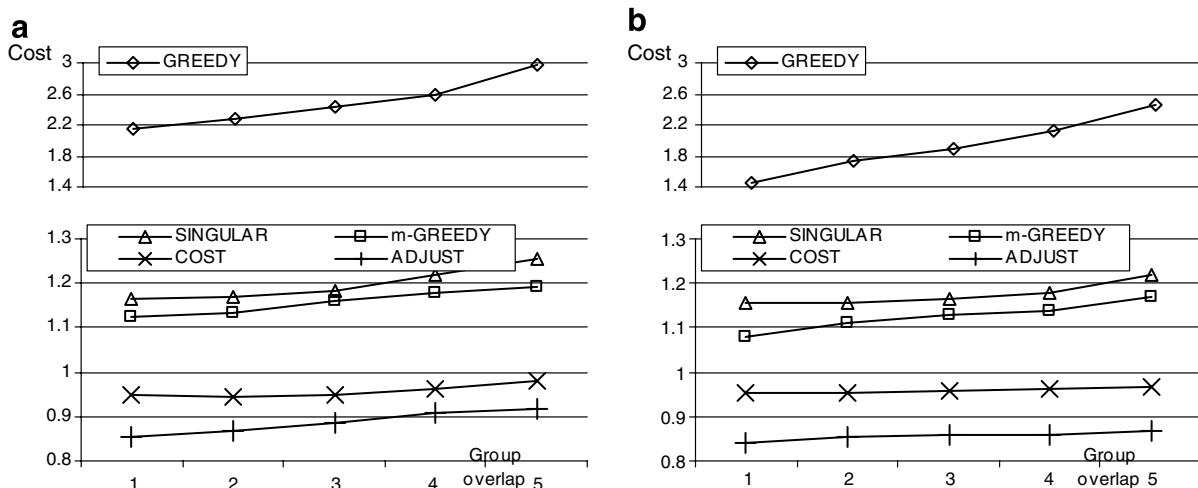 a
Cost
3
2.6
2.2
1.8
1.4
GREEDY
1.3
1.2
1.1
1
0.9
0.8
SINGULAR m-GREEDY
COST ADJUST
Group
overlap
1 2 3 4 5
b
Cost
3
2.6
2.2
1.8
1.4
GREEDY
1.3
1.2
1.1
1
0.9
0.8
SINGULAR m-GREEDY
COST ADJUST
Group
overlap
1 2 3 4 5